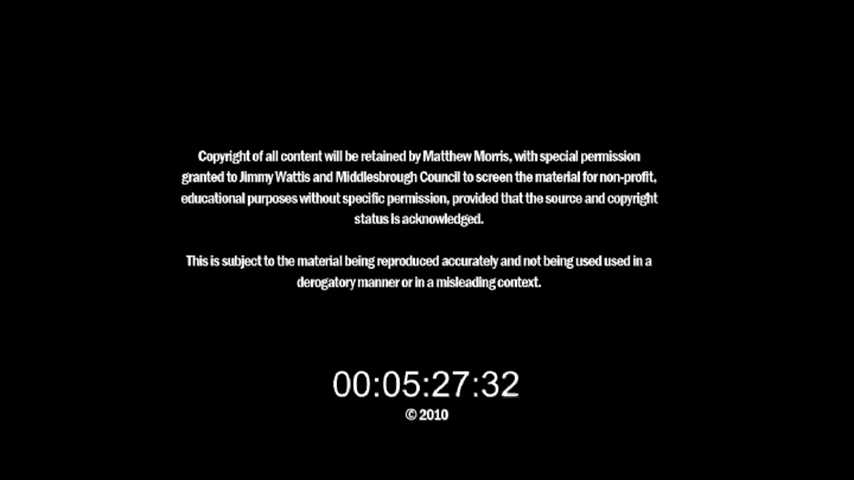 Copyright of all content will be retained by Matthew Morris, with special permission
granted to Jimmy Wattis and Middlesbrough Council to screen the material for non-profit,
educational purposes without specific permission, provided that the source and copyright
status is acknowledged.
This is subject to the material being reproduced accurately and not being used used in a
derogatory manner or in a misleading context.
00:05:27:32
© 2010